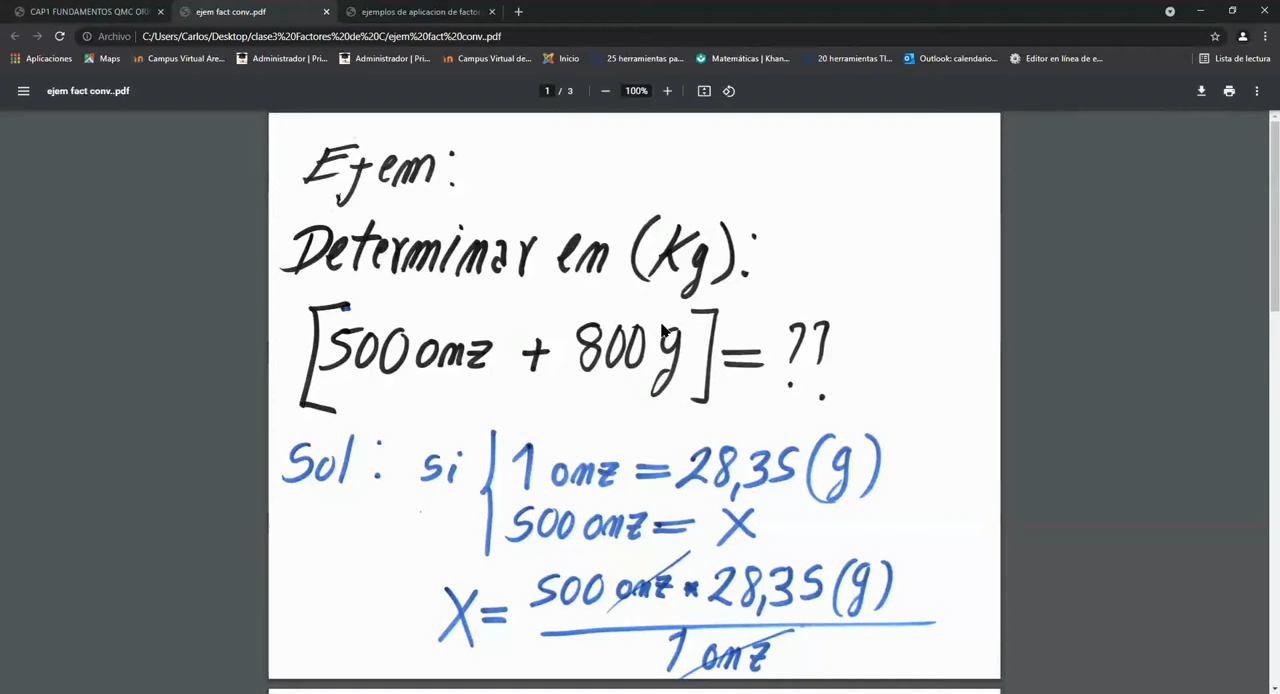 CAP1 FUNDAMENTOS QMC ORI
ejem fact conv..pdf
ejemplos de aplicacion de facto
Archivo
C:/Users/Carlos/Desktop/clase3%20Factores%20de%20C/ejem%20fact%20conv..pdf
Aplicaciones
Maps
Campus Virtual Are...
Administrador | Pri...
Administrador | Pri...
Campus Virtual de...
Inicio
25 herramientas pa...
Matemáticas | Khan...
20 herramientas TI...
Outlook: calendario...
Editor en línea de e...
Lista de lectura
ejem fact conv..pdf
1 / 3
100%
Ejem:
Determinar en (Kg):
[500 onz + 800 g] = ??
Sol: si { 1 onz = 28,35 (g)
500 onz = X
X = 500 onz * 28,35 (g)
1 onz